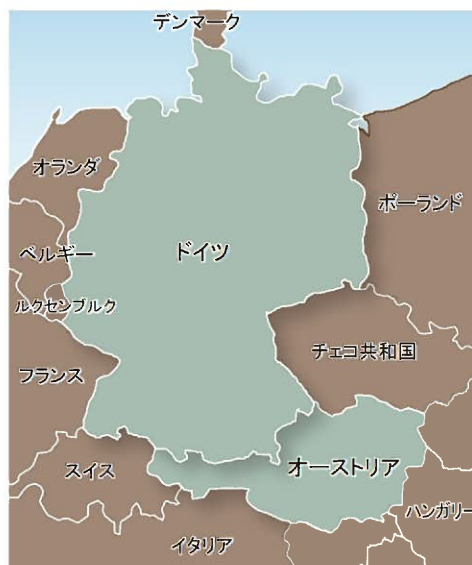 デンマーク
オランダ
ポーランド
ベルギー
ドイツ
ルクセンブルク
チェコ共和国
フランス
スイス
オーストリア
ハンガリー
イタリア